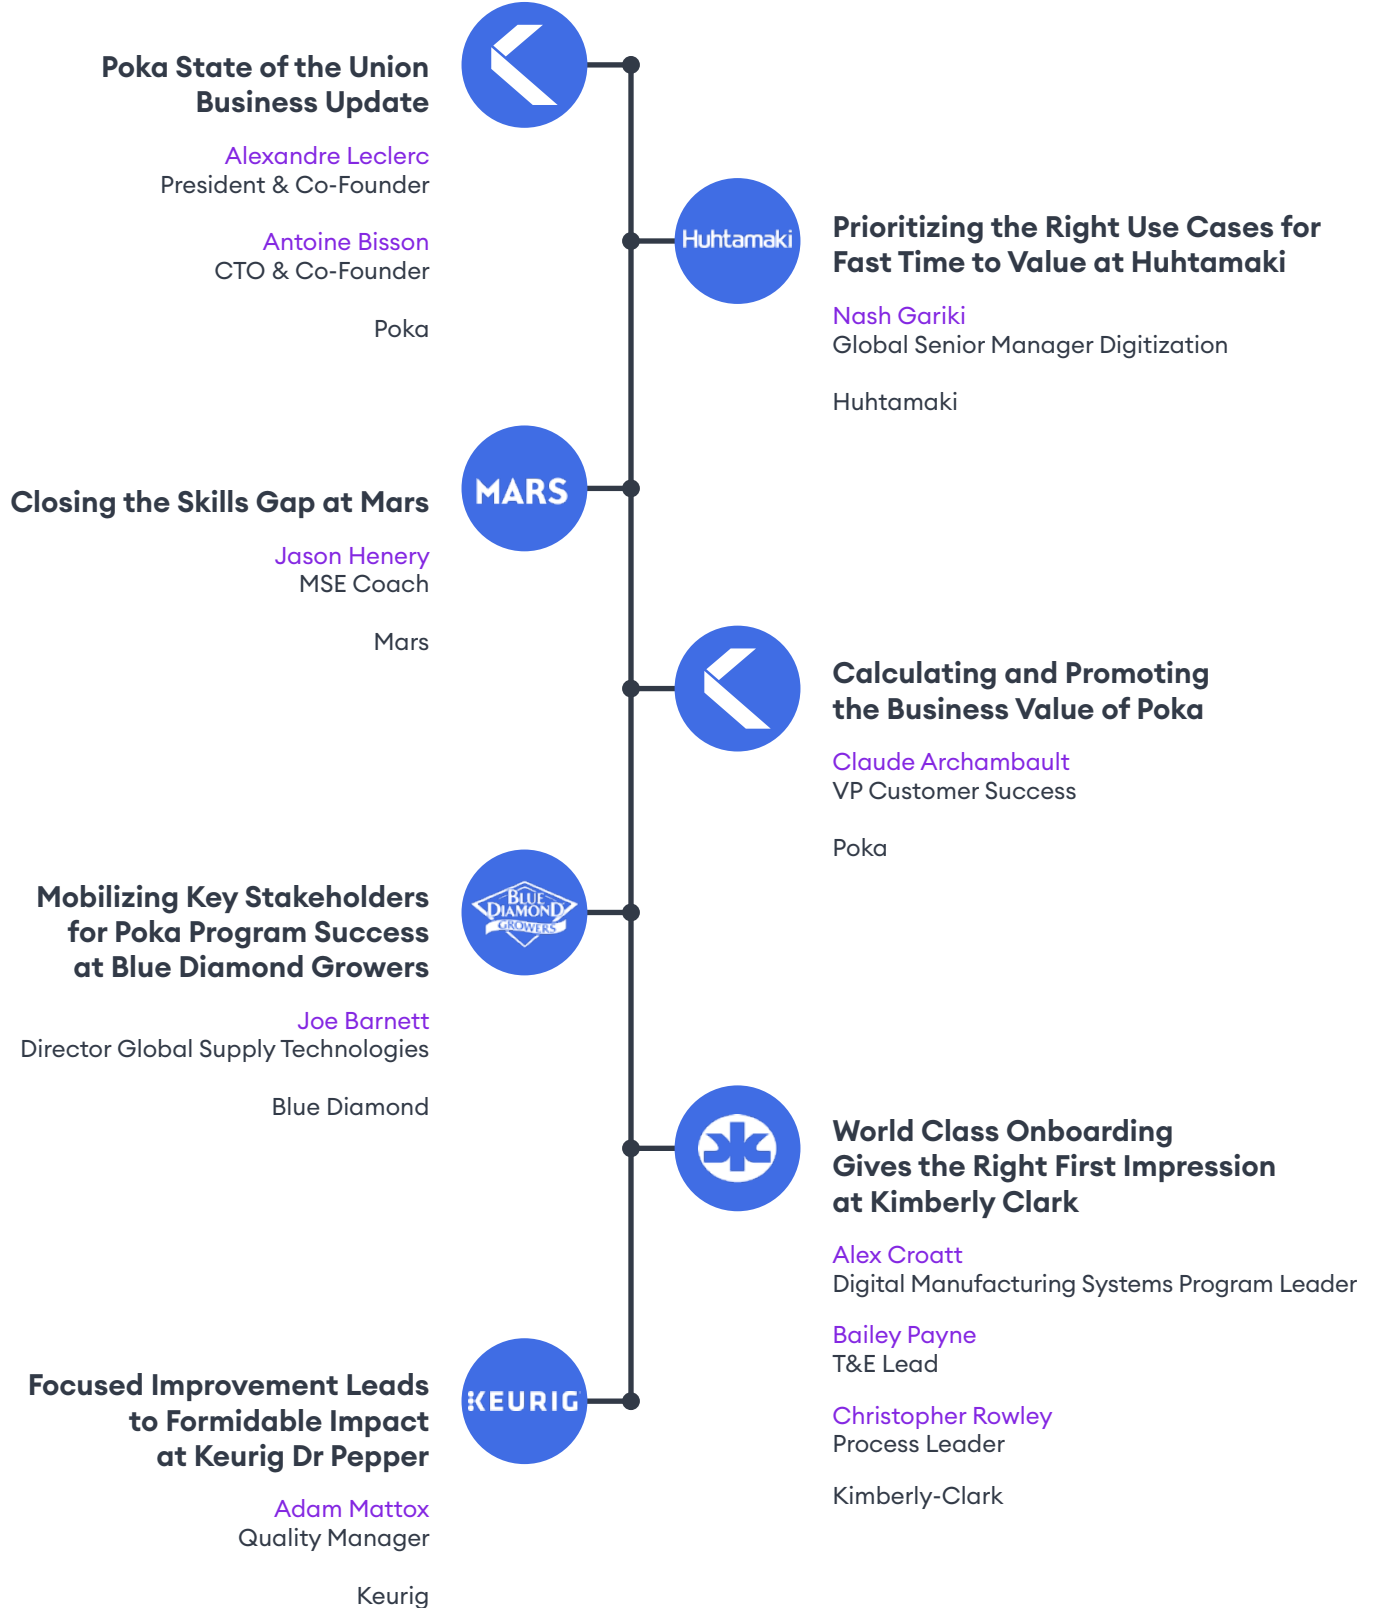 Poka State of the Union
Business Update
Alexandre Leclerc
President & Co-Founder
Antoine Bisson
CTO & Co-Founder
Poka
Huhtamaki
Prioritizing the Right Use Cases for
Fast Time to Value at Huhtamaki
Nash Gariki
Global Senior Manager Digitization
Huhtamaki
Closing the Skills Gap at Mars
Jason Henery
MSE Coach
Mars
MARS
Calculating and Promoting
the Business Value of Poka
Claude Archambault
VP Customer Success
Poka
Mobilizing Key Stakeholders
for Poka Program Success
at Blue Diamond Growers
Joe Barnett
Director Global Supply Technologies
Blue Diamond
BLUE
DIAMOND
GROWERS
World Class Onboarding
Gives the Right First Impression
at Kimberly Clark
Alex Croatt
Digital Manufacturing Systems Program Leader
Bailey Payne
T&E Lead
Christopher Rowley
Process Leader
Kimberly-Clark
Focused Improvement Leads
to Formidable Impact
at Keurig Dr Pepper
Adam Mattox
Quality Manager
Keurig
KEURIG